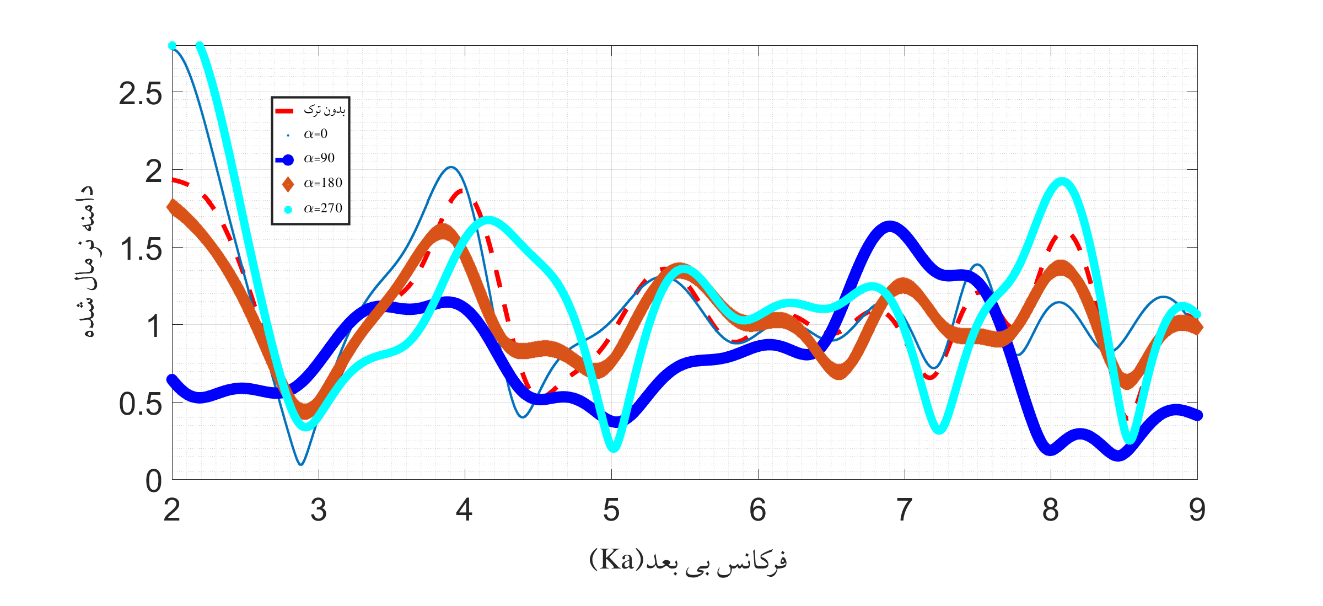 دامنه نرمال شده
2.5
2
1.5
1
0.5
0
بدون ترک
α=0
α=90
α=180
α=270
2 3 4 5 6 7 8 9
فرکانس بی بعد(Ka)